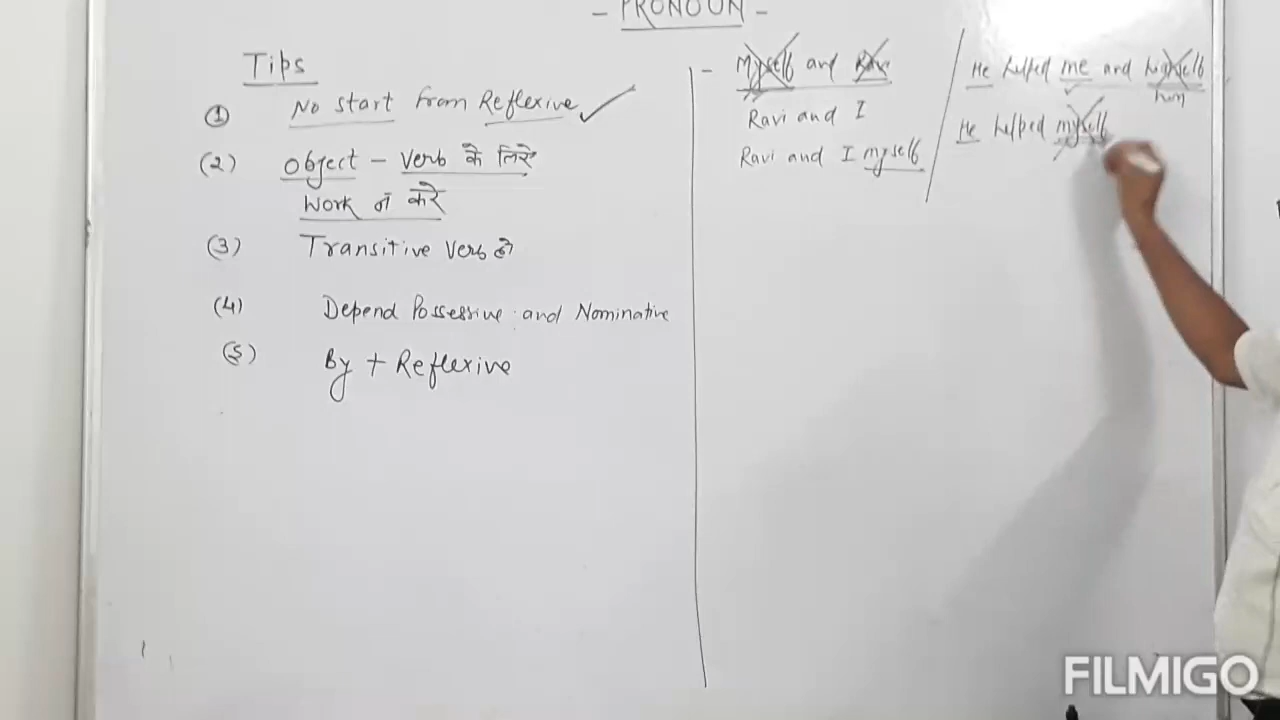 - PRONOUN -
Tips
① No start from Reflexive ✓
(2) Object - Verb के लिये
Work न करे
(3) Transitive Verb हो
(4) Depend Possessive and Nominative
(5) By + Reflexive
- Myself and Ravi
Ravi and I
Ravi and I myself
He helped me and himself
him
He helped myself
FILMIGO